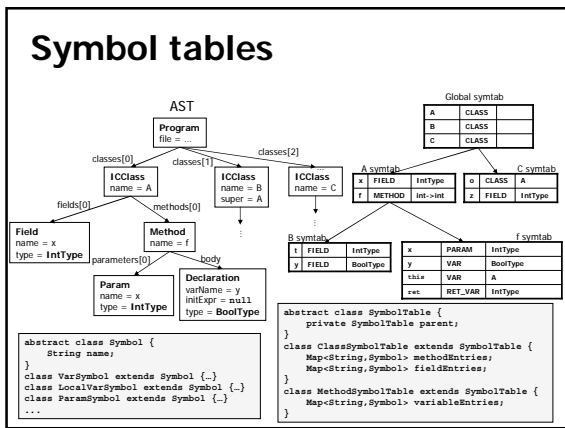 Symbol tables
AST
Program
file = ...
classes[0]
classes[1]
classes[2]
ICClass
name = A
ICClass
name = B
super = A
...
ICClass
name = C
fields[0]
methods[0]
⋮
⋮
Field
name = x
type = IntType
Method
name = f
parameters[0]
body
Param
name = x
type = IntType
Declaration
varName = y
initExpr = null
type = BoolType
Global symtab
A CLASS
B CLASS
C CLASS
A symtab
x FIELD IntType
f METHOD int->int
C symtab
o CLASS A
z FIELD IntType
B symtab
t FIELD IntType
y FIELD BoolType
f symtab
x PARAM IntType
y VAR BoolType
this VAR A
ret RET_VAR IntType
abstract class Symbol {
String name;
}
class VarSymbol extends Symbol {…}
class LocalVarSymbol extends Symbol {…}
class ParamSymbol extends Symbol {…}
...
abstract class SymbolTable {
private SymbolTable parent;
}
class ClassSymbolTable extends SymbolTable {
Map<String,Symbol> methodEntries;
Map<String,Symbol> fieldEntries;
}
class MethodSymbolTable extends SymbolTable {
Map<String,Symbol> variableEntries;
}